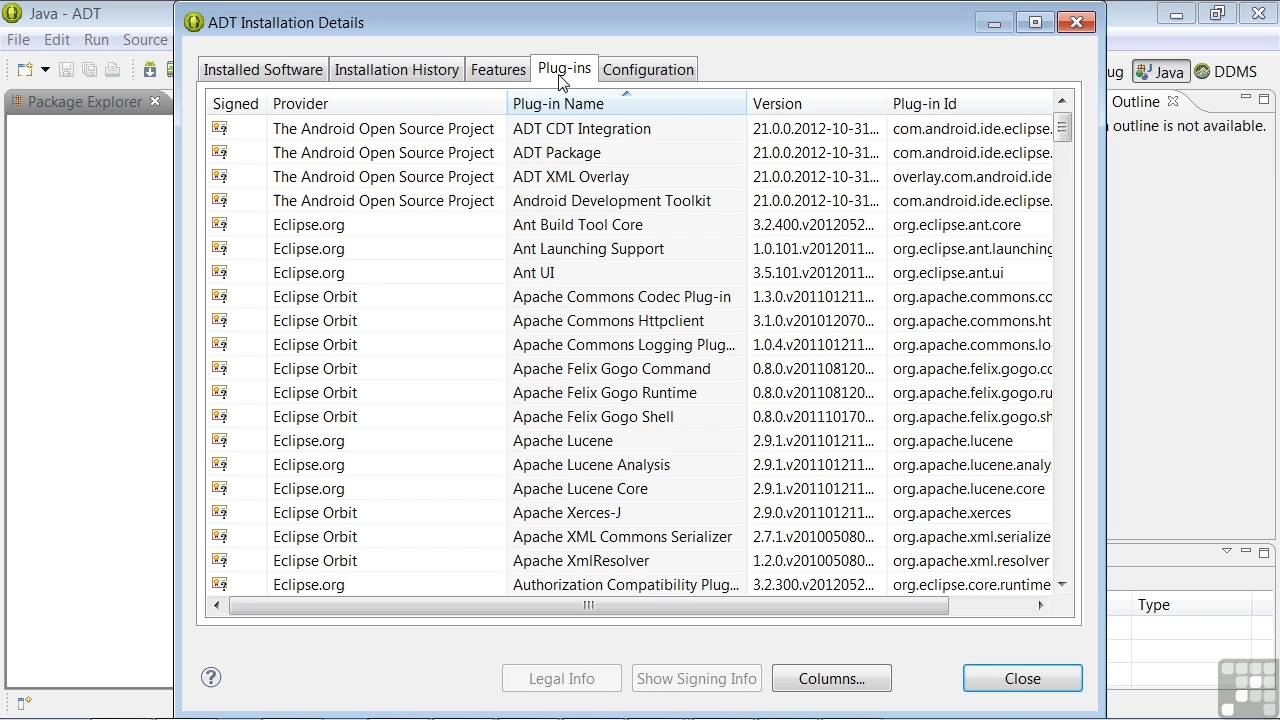 Java - ADT
ADT Installation Details
File Edit Run Source
Installed Software Installation History Features Plug-ins Configuration
ug Java DDMS
Package Explorer
Outline
outline is not available.
Signed Provider Plug-in Name Version Plug-in Id
The Android Open Source Project ADT CDT Integration 21.0.0.2012-10-31... com.android.ide.eclipse.
The Android Open Source Project ADT Package 21.0.0.2012-10-31... com.android.ide.eclipse.
The Android Open Source Project ADT XML Overlay 21.0.0.2012-10-31... overlay.com.android.ide
The Android Open Source Project Android Development Toolkit 21.0.0.2012-10-31... com.android.ide.eclipse.
Eclipse.org Ant Build Tool Core 3.2.400.v2012052... org.eclipse.ant.core
Eclipse.org Ant Launching Support 1.0.101.v2012011... org.eclipse.ant.launching
Eclipse.org Ant UI 3.5.101.v2012011... org.eclipse.ant.ui
Eclipse Orbit Apache Commons Codec Plug-in 1.3.0.v201101211... org.apache.commons.co
Eclipse Orbit Apache Commons Httpclient 3.1.0.v201012070... org.apache.commons.ht
Eclipse Orbit Apache Commons Logging Plug... 1.0.4.v201101211... org.apache.commons.lo
Eclipse Orbit Apache Felix Gogo Command 0.8.0.v201108120... org.apache.felix.gogo.cc
Eclipse Orbit Apache Felix Gogo Runtime 0.8.0.v201108120... org.apache.felix.gogo.ru
Eclipse Orbit Apache Felix Gogo Shell 0.8.0.v201110170... org.apache.felix.gogo.sh
Eclipse.org Apache Lucene 2.9.1.v201101211... org.apache.lucene
Eclipse.org Apache Lucene Analysis 2.9.1.v201101211... org.apache.lucene.analy
Eclipse.org Apache Lucene Core 2.9.1.v201101211... org.apache.lucene.core
Eclipse Orbit Apache Xerces-J 2.9.0.v201101211... org.apache.xerces
Eclipse Orbit Apache XML Commons Serializer 2.7.1.v201005080... org.apache.xml.serialize
Eclipse Orbit Apache XmlResolver 1.2.0.v201005080... org.apache.xml.resolver
Eclipse.org Authorization Compatibility Plug... 3.2.300.v2012052... org.eclipse.core.runtime
Type
Legal Info Show Signing Info Columns... Close